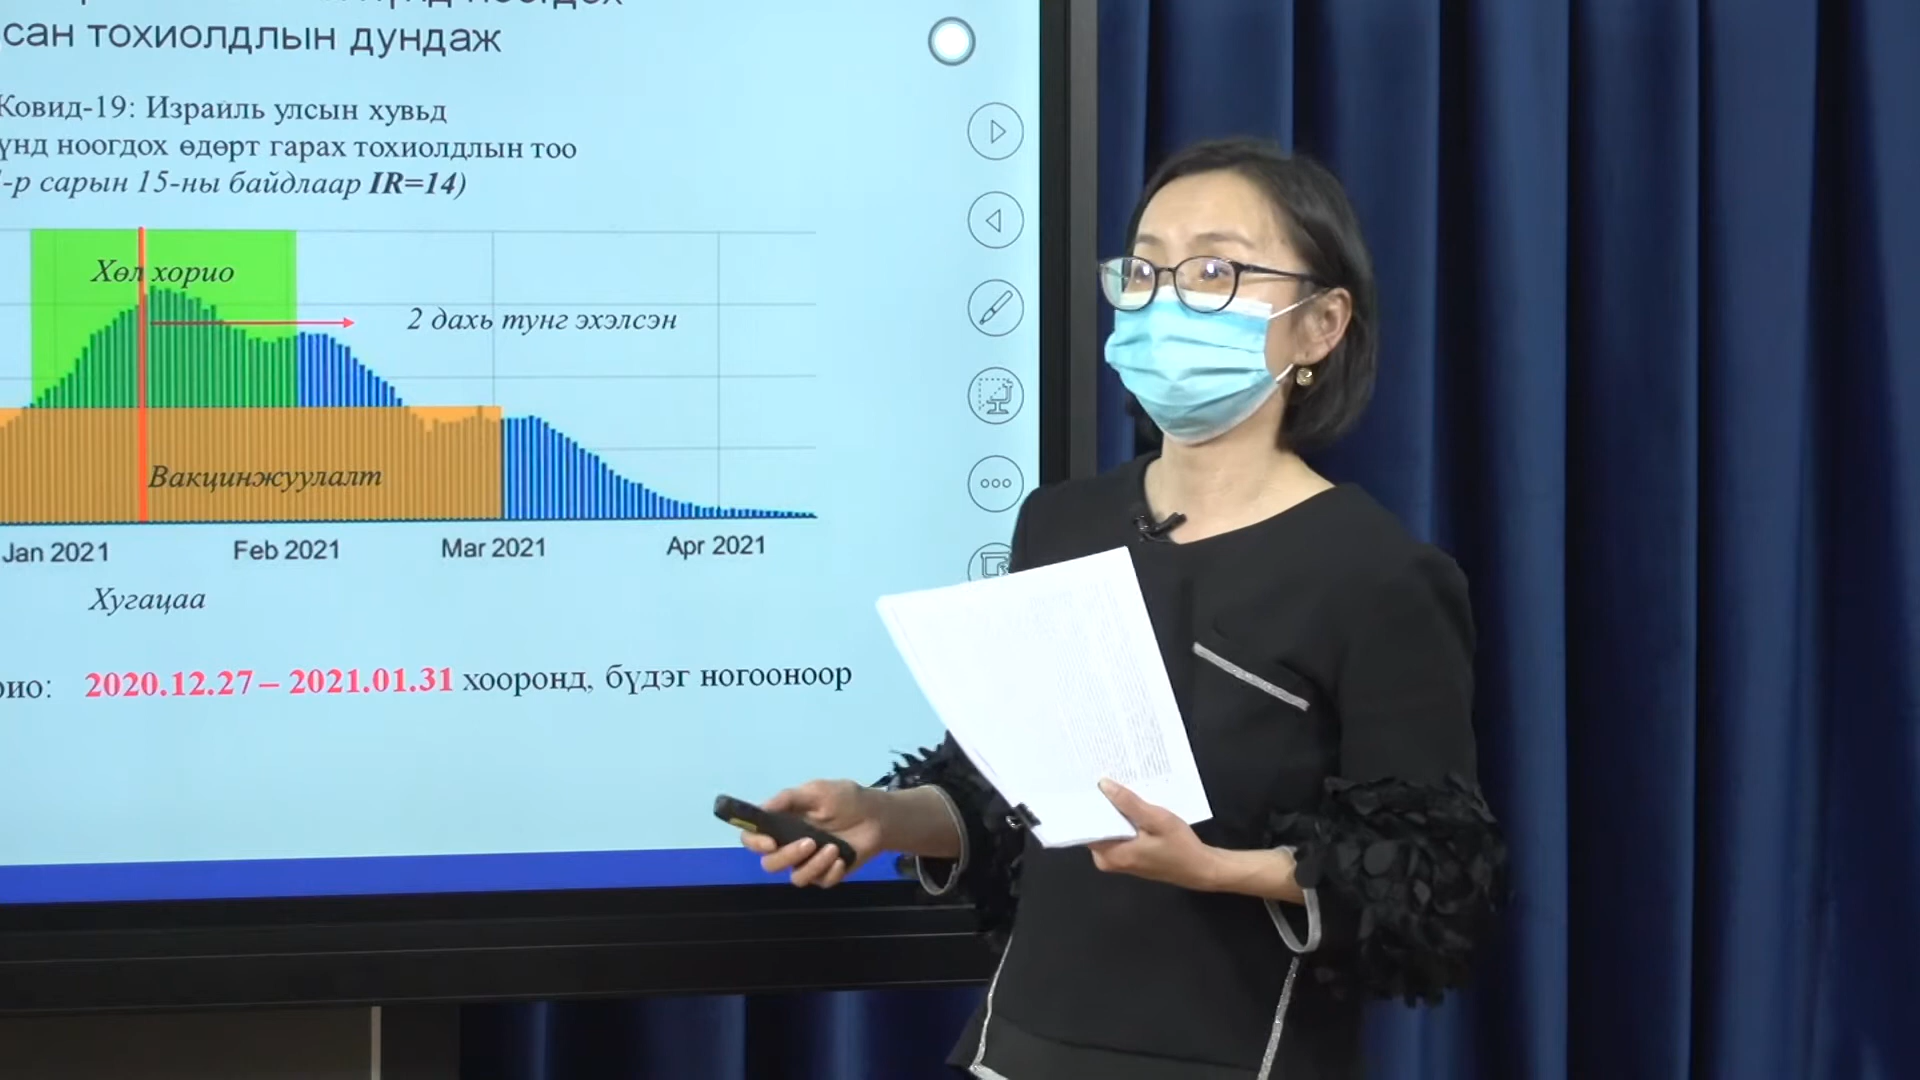 сан тохиолдлын дундаж
Ковид-19: Израиль улсын хувьд
ноогдох өдөрт гарах тохиолдлын тоо
сарын 15-ны байдлаар IR=14)
Хөл хорио
2 дахь тунг эхэлсэн
Вакцинжуулалт
Jan 2021 Feb 2021 Mar 2021 Apr 2021
Хугацаа
2020.12.27 – 2021.01.31 хооронд, бүдэг ногооноор